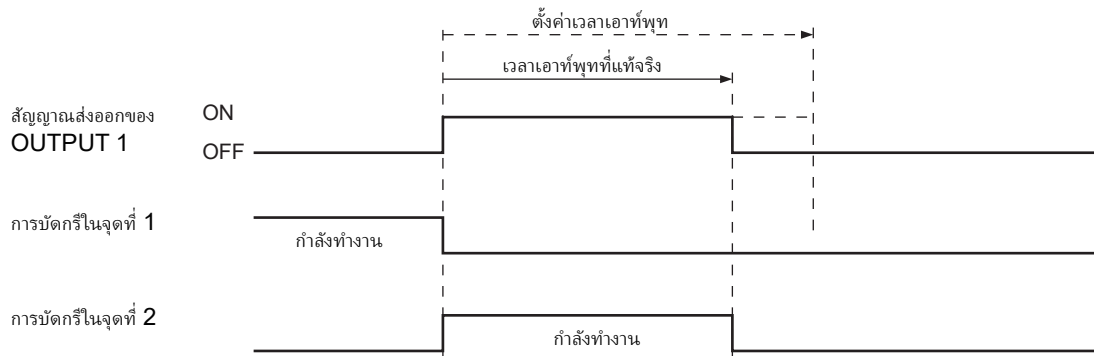 ตั้งค่าเวลาเอาท์พุท
เวลาเอาท์พุทที่แท้จริง
สัญญาณส่งออกของ ON
OUTPUT 1 OFF
การบัดกรีในจุดที่ 1
กำลังทำงาน
การบัดกรีในจุดที่ 2
กำลังทำงาน